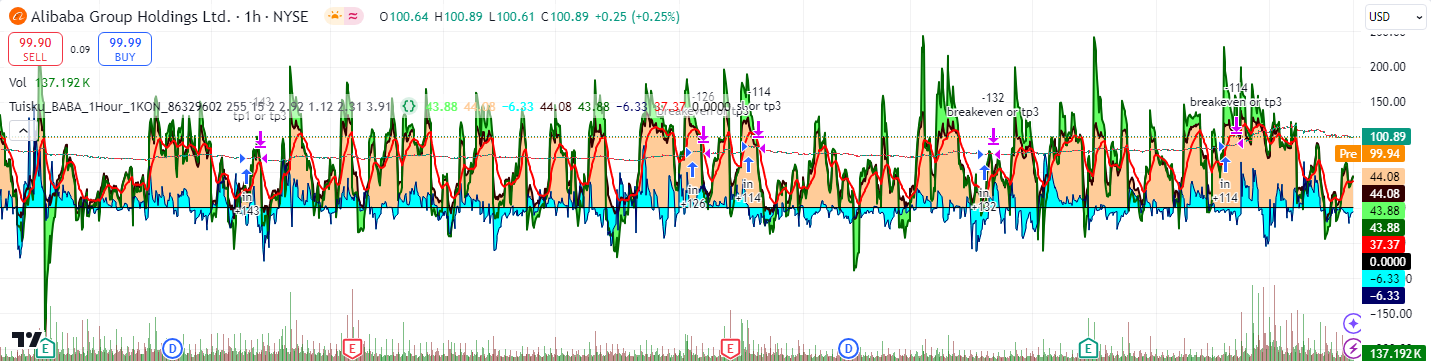 Alibaba Group Holdings Ltd. · 1h · NYSE O100.64 H100.89 L100.61 C100.89 +0.25 (+0.25%)
USD
99.90
SELL
0.09
99.99
BUY
Vol 137.192 K
Tuisku_BABA_1Hour_1KON_86329602 255 15 2 2.92 1.12 2.31 3.91 43.88 44.08 −6.33 44.08 43.88 −6.33 37.37 0.0000 sl or tp3
-143
tp1 or tp3
in
+143
-126
breakeven or tp3
in
+126
-114
in
+114
-132
breakeven or tp3
in
+132
-114
breakeven or tp3
in
+114
200.00
150.00
100.89
Pre 99.94
44.08
44.08
43.88
43.88
37.37
0.0000
−6.33
−6.33
−150.00
137.192 K
E
D
E
E
D
E